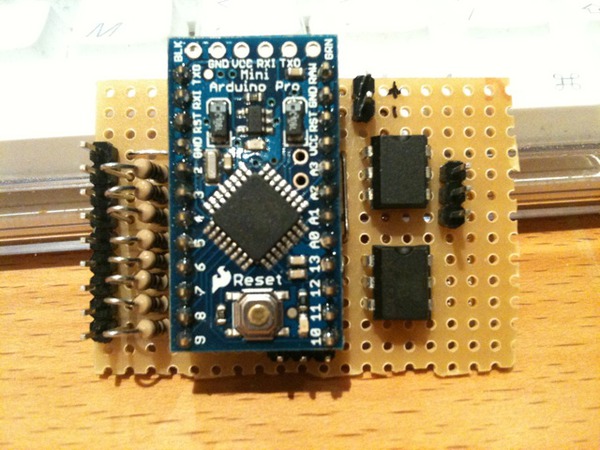 BLK GND VCC RXI TXO GRN
Mini
Arduino Pro
TXO
RXI
RST
GND
2
3
4
5
6
7
8
9
RAW
GND
RST
VCC
A3
A2
A1
A0
13
12
11
10
Reset